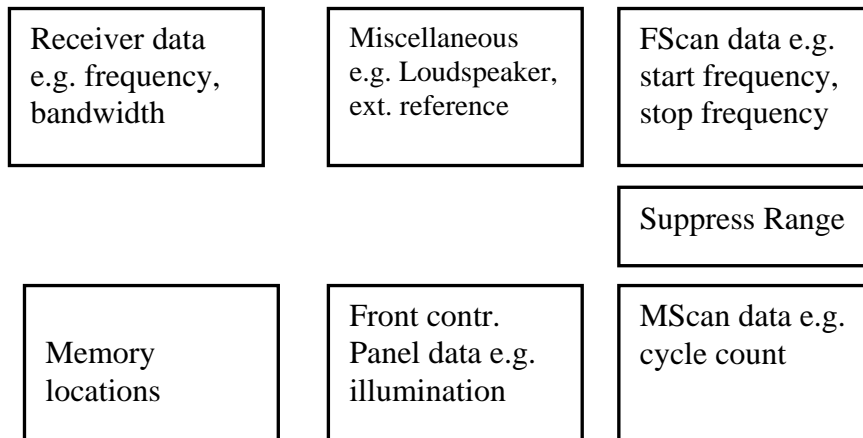 Receiver data
e.g. frequency,
bandwidth
Miscellaneous
e.g. Loudspeaker,
ext. reference
FScan data e.g.
start frequency,
stop frequency
Suppress Range
Memory
locations
Front contr.
Panel data e.g.
illumination
MScan data e.g.
cycle count